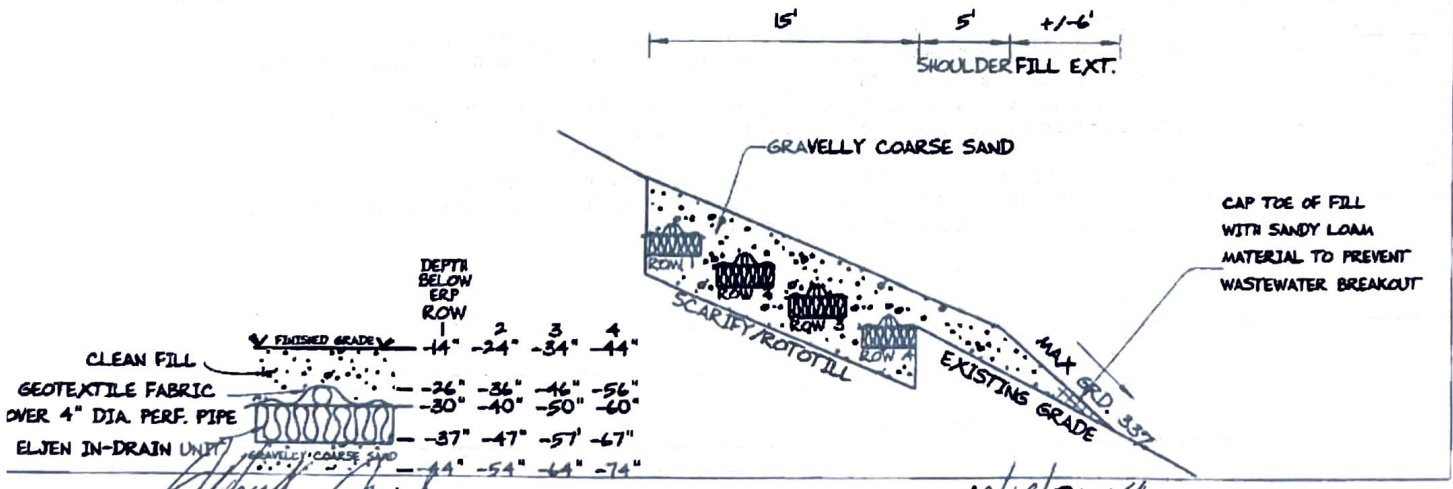 15' 5' +/-6'
SHOULDER FILL EXT.
GRAVELLY COARSE SAND
CAP TOE OF FILL
WITH SANDY LOAM
MATERIAL TO PREVENT
WASTEWATER BREAKOUT
ROW 1
ROW 2
ROW 3
ROW 4
SCARIFY/ROTOTILL
EXISTING GRADE
MAX GRD. 33%
DEPTH
BELOW
ERP
ROW
1 2 3 4
FINISHED GRADE -14" -24" -34" -44"
CLEAN FILL
GEOTEXTILE FABRIC -26" -36" -46" -56"
OVER 4" DIA. PERF. PIPE -30" -40" -50" -60"
ELJEN IN-DRAIN UNIT -37" -47" -57' -67"
GRAVELLY COARSE SAND -44" -54" -64" -74"